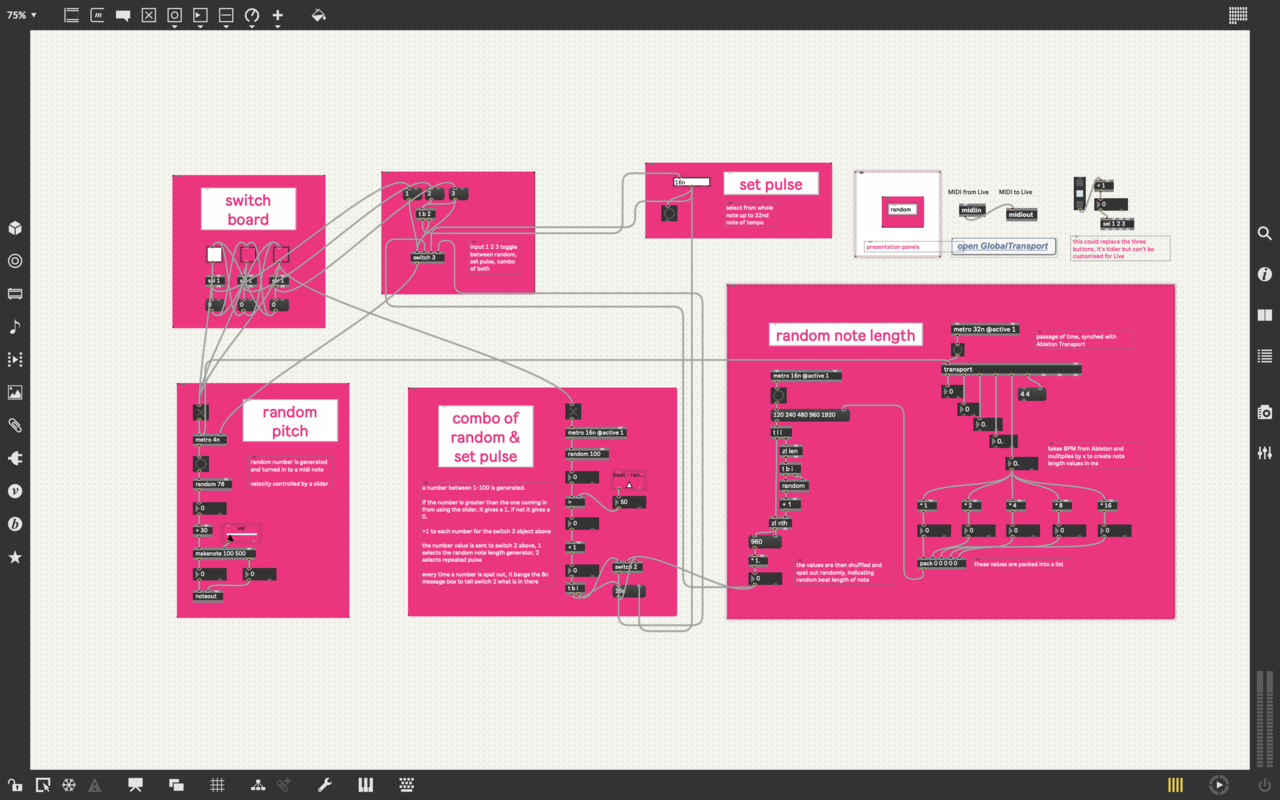 75%
switch
board
sel 1
sel 1
0
0
1
2
3
t b 2
switch 3
input 1 2 3 toggle
between random,
set pulse, combo
of both
16n
set pulse
select from whole
note up to 32nd
note of tempo
random
presentation panels
MIDI from Live
MIDI to Live
midiin
midiout
open GlobalTransport
+ 1
0
sel 1 2 3
this could replace the three
buttons, it's tidier but can't be
customised for Live
random
pitch
metro 4n
random number is generated
and turned in to a midi note
velocity controlled by a slider
random 78
0
+ 30
vel
makenote 100 500
0
0
noteout
combo of
random &
set pulse
a number between 1-100 is generated.
if the number is greater than the one coming in
from using the slider, it gives a 1, if not it gives a
0.
+1 to each number for the switch 3 object above
the number value is sent to switch 2 above, 1
selects the random note length generator, 2
selects repeated pulse
every time a number is spat out, it bangs the 8n
message box to tell switch 2 what is in there
metro 16n @active 1
random 100
0
beat - ran...
>
50
0
+ 1
0
switch 2
t b i
random note length
metro 32n @active 1
passage of time, synched with
Ableton Transport
transport
metro 16n @active 1
0
4 4
0
0.
0.
0.
120 240 480 960 1920
t l l
zl len
t b i
random
+ 1
zl nth
960
* 1.
0
takes BPM from Ableton and
mulitplies by x to create note
length values in ms
* 1
* 2
* 4
* 8
* 16
0
0
0
0
0
pack 0 0 0 0 0
these values are packed into a list
the values are then shuffled and
spat out randomly, indicating
random beat length of note